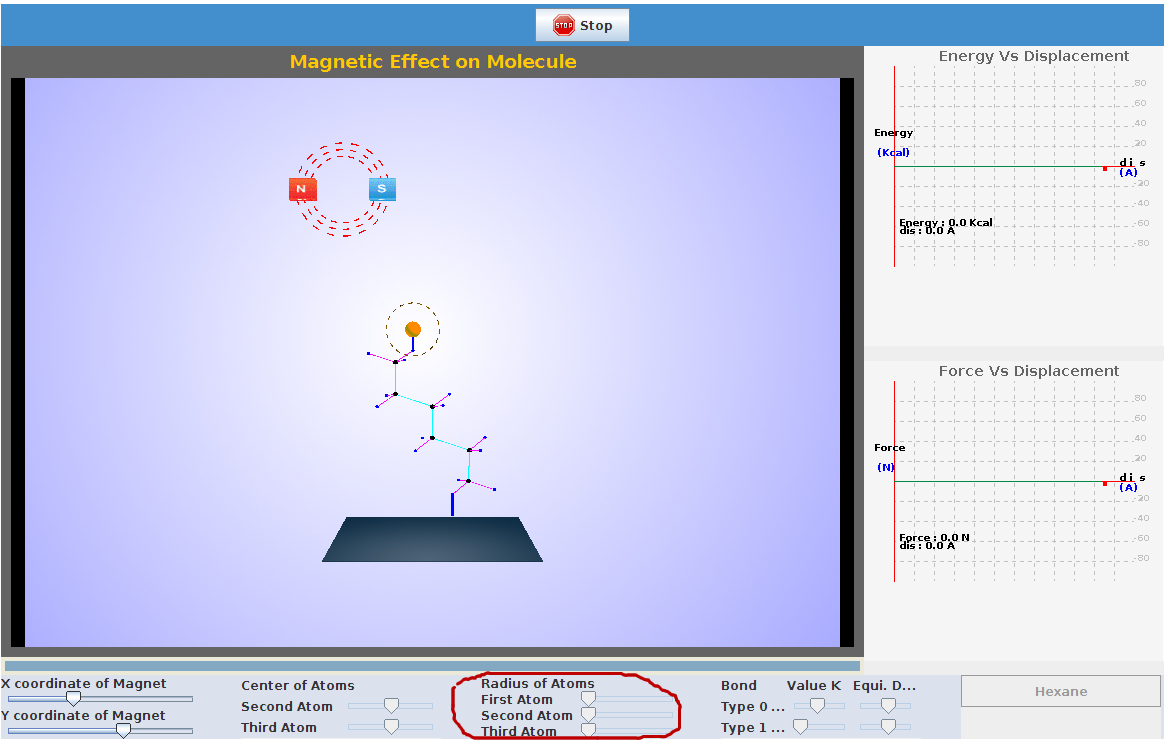 STOP Stop
Magnetic Effect on Molecule
N S
Energy Vs Displacement
80
60
40
20
Energy
(Kcal)
d i s
(A)
-20
-40
-60
-80
Energy : 0.0 Kcal
dis : 0.0 A
Force Vs Displacement
80
60
40
20
Force
(N)
d i s
(A)
-20
-40
-60
-80
Force : 0.0 N
dis : 0.0 A
X coordinate of Magnet
Y coordinate of Magnet
Center of Atoms
Second Atom
Third Atom
Radius of Atoms
First Atom
Second Atom
Third Atom
Bond Value K Equi. D...
Type 0 ...
Type 1 ...
Hexane